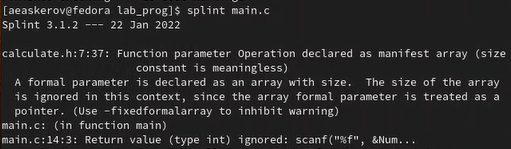 [aeaskerov@fedora lab_prog]$ splint main.c
Splint 3.1.2 --- 22 Jan 2022

calculate.h:7:37: Function parameter Operation declared as manifest array (size
                     constant is meaningless)
  A formal parameter is declared as an array with size.  The size of the array
  is ignored in this context, since the array formal parameter is treated as a
  pointer. (Use -fixedformalarray to inhibit warning)
main.c: (in function main)
main.c:14:3: Return value (type int) ignored: scanf("%f", &Num...